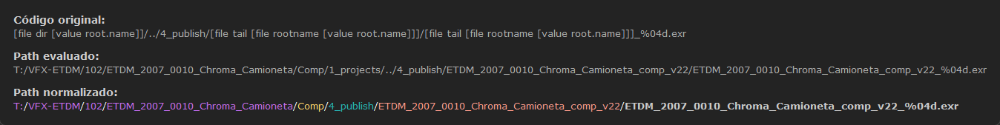 Código original:
[file dir [value root.name]]/../4_publish/[file tail [file rootname [value root.name]]]/[file tail [file rootname [value root.name]]]_%04d.exr
Path evaluado:
T:/VFX-ETDM/102/ETDM_2007_0010_Chroma_Camioneta/Comp/1_projects/../4_publish/ETDM_2007_0010_Chroma_Camioneta_comp_v22/ETDM_2007_0010_Chroma_Camioneta_comp_v22_%04d.exr
Path normalizado:
T:/VFX-ETDM/102/ETDM_2007_0010_Chroma_Camioneta/Comp/4_publish/ETDM_2007_0010_Chroma_Camioneta_comp_v22/ETDM_2007_0010_Chroma_Camioneta_comp_v22_%04d.exr